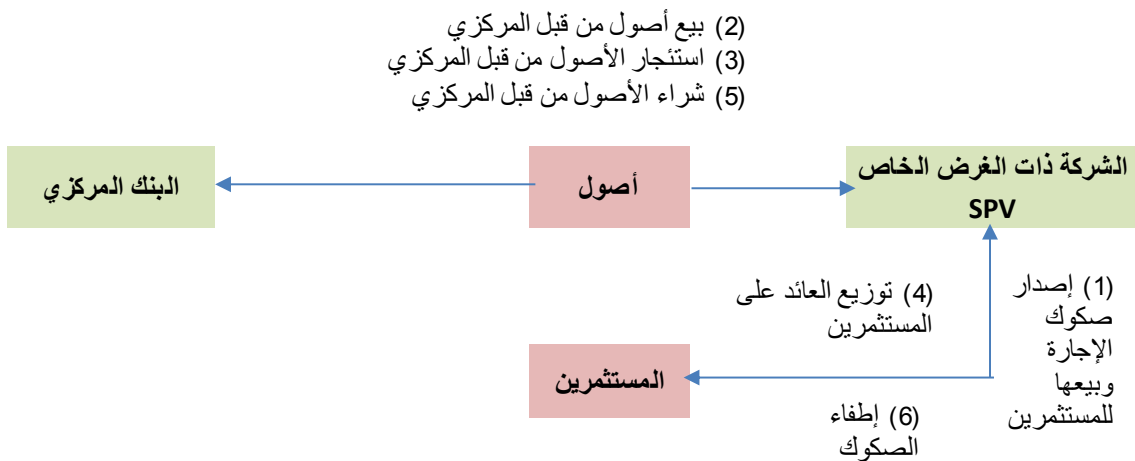 (2) بيع أصول من قبل المركزي
(3) استئجار الأصول من قبل المركزي
(5) شراء الأصول من قبل المركزي
الشركة ذات الغرض الخاص
SPV
أصول
البنك المركزي
(1) إصدار
صكوك
الإجارة
وبيعها
للمستثمرين
(4) توزيع العائد على
المستثمرين
المستثمرين
(6) إطفاء
الصكوك